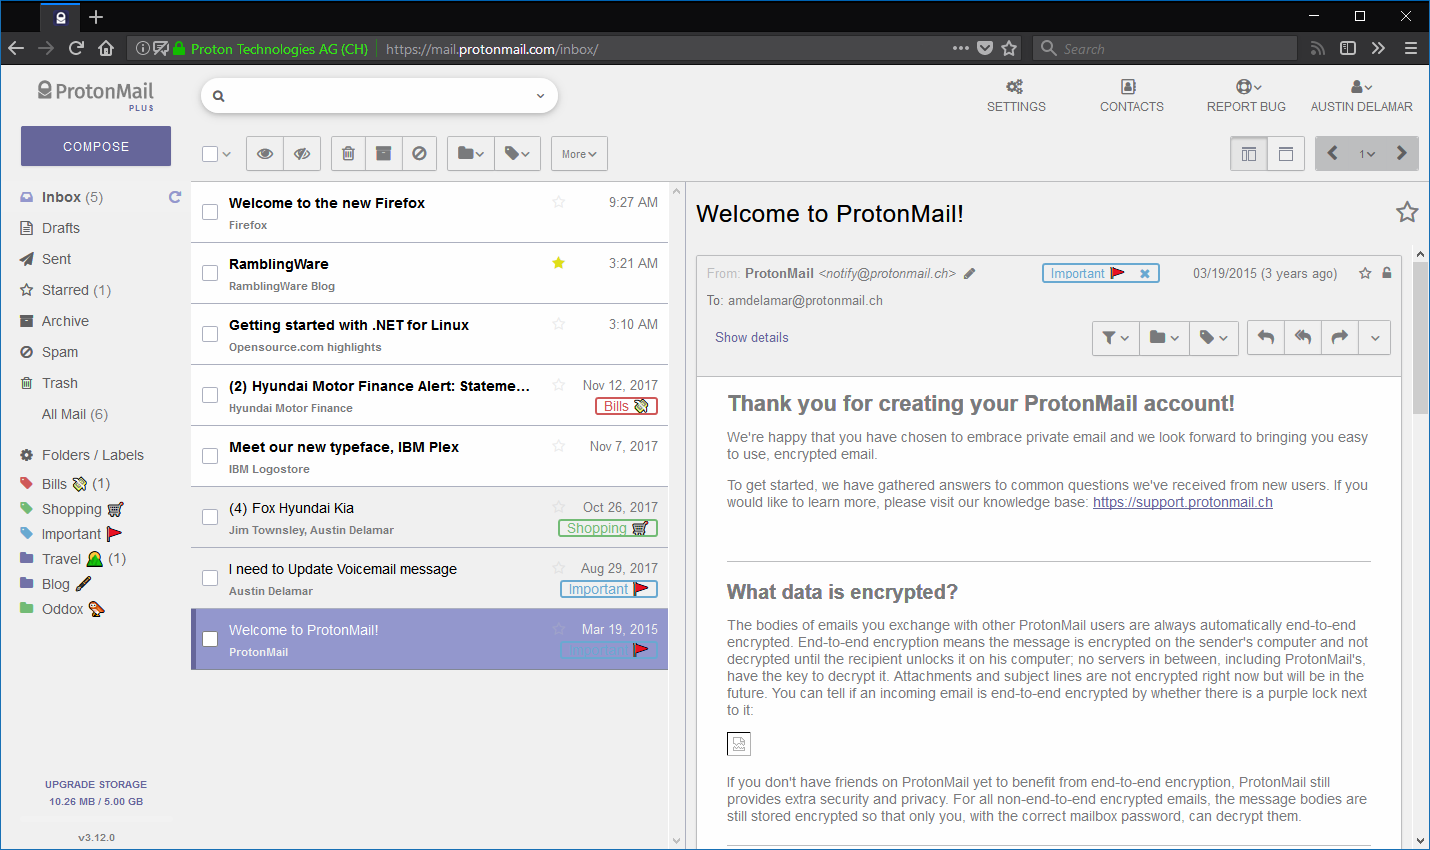 Proton Technologies AG (CH)
https://mail.protonmail.com/inbox/
Search
ProtonMail
PLUS
SETTINGS
CONTACTS
REPORT BUG
AUSTIN DELAMAR
COMPOSE
More
1
Inbox (5)
Drafts
Sent
Starred (1)
Archive
Spam
Trash
All Mail (6)
Folders / Labels
Bills (1)
Shopping
Important
Travel (1)
Blog
Oddox
UPGRADE STORAGE
10.26 MB / 5.00 GB
v3.12.0
Welcome to the new Firefox
9:27 AM
Firefox
RamblingWare
3:21 AM
RamblingWare Blog
Getting started with .NET for Linux
3:10 AM
Opensource.com highlights
(2) Hyundai Motor Finance Alert: Stateme...
Nov 12, 2017
Hyundai Motor Finance
Bills
Meet our new typeface, IBM Plex
Nov 7, 2017
IBM Logostore
(4) Fox Hyundai Kia
Oct 26, 2017
Jim Townsley, Austin Delamar
Shopping
I need to Update Voicemail message
Aug 29, 2017
Austin Delamar
Important
Welcome to ProtonMail!
Mar 19, 2015
ProtonMail
Important
Welcome to ProtonMail!
From: ProtonMail <notify@protonmail.ch>
Important
03/19/2015 (3 years ago)
To: amdelamar@protonmail.ch
Show details
Thank you for creating your ProtonMail account!
We're happy that you have chosen to embrace private email and we look forward to bringing you easy
to use, encrypted email.
To get started, we have gathered answers to common questions we've received from new users. If you
would like to learn more, please visit our knowledge base: https://support.protonmail.ch
What data is encrypted?
The bodies of emails you exchange with other ProtonMail users are always automatically end-to-end
encrypted. End-to-end encryption means the message is encrypted on the sender's computer and not
decrypted until the recipient unlocks it on his computer; no servers in between, including ProtonMail's,
have the key to decrypt it. Attachments and subject lines are not encrypted right now but will be in the
future. You can tell if an incoming email is end-to-end encrypted by whether there is a purple lock next
to it:
If you don't have friends on ProtonMail yet to benefit from end-to-end encryption, ProtonMail still
provides extra security and privacy. For all non-end-to-end encrypted emails, the message bodies are
still stored encrypted so that only you, with the correct mailbox password, can decrypt them.